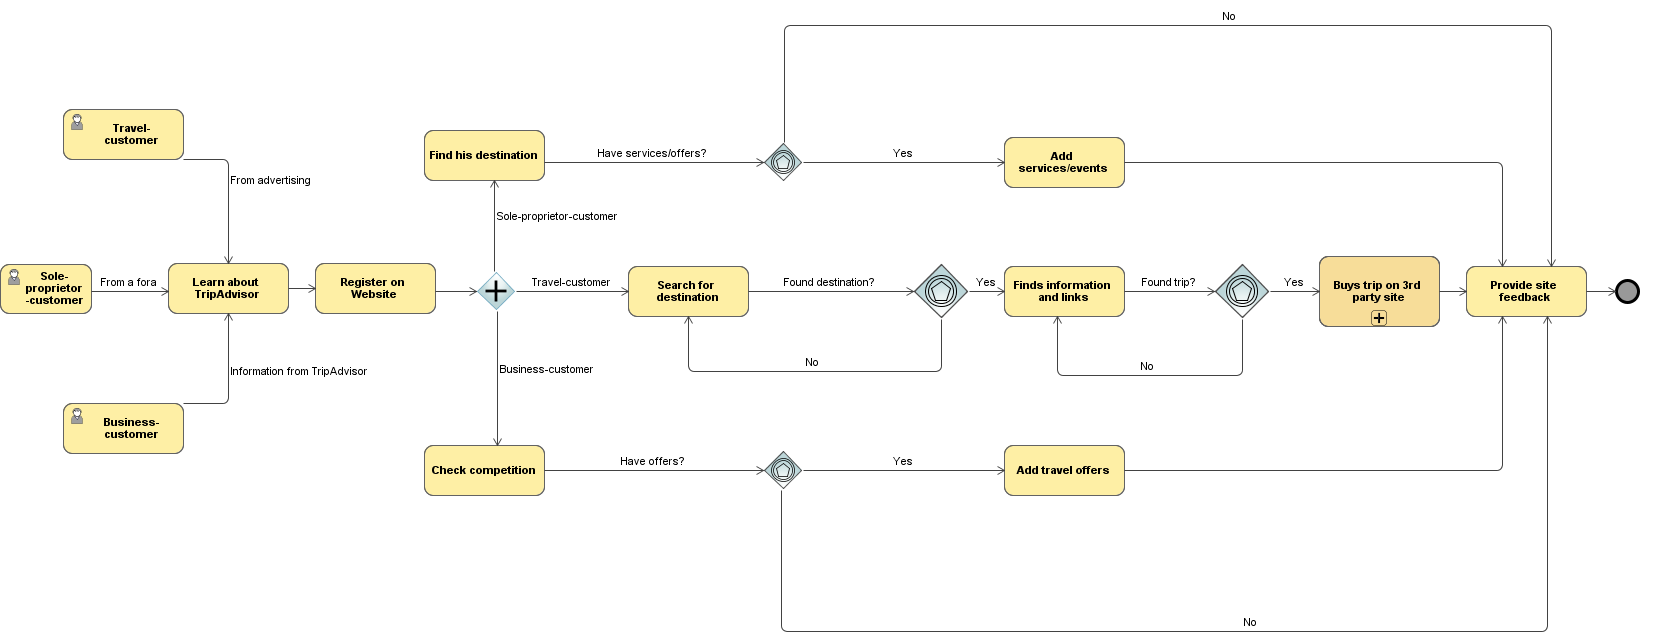 No
Travel-
customer
From advertising
Find his destination
Have services/offers?
Yes
Add
services/events
Sole-proprietor-customer
Sole-
proprietor
-customer
From a fora
Learn about
TripAdvisor
Register on
Website
Travel-customer
Search for
destination
Found destination?
Yes
Finds information
and links
Found trip?
Yes
Buys trip on 3rd
party site
Provide site
feedback
No
No
Information from TripAdvisor
Business-customer
Business-
customer
Check competition
Have offers?
Yes
Add travel offers
No